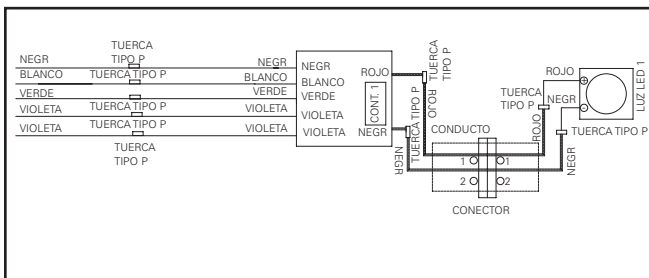 TUERCA
TIPO P
NEGR
NEGR
NEGR
BLANCO
TUERCA TIPO P
BLANCO
BLANCO
VERDE
VERDE
VERDE
VIOLETA
TUERCA TIPO P
VIOLETA
VIOLETA
VIOLETA
TUERCA TIPO P
VIOLETA
VIOLETA
TUERCA
TIPO P
ROJO
CONT. 1
NEGR
TUERCA
TIPO P
ROJO
TUERCA TIPO P
NEGR
CONDUCTO
1
1
2
2
CONECTOR
TUERCA
TIPO P
ROJO
ROJO
NEGR
LUZ LED 1
TUERCA TIPO P
NEGR